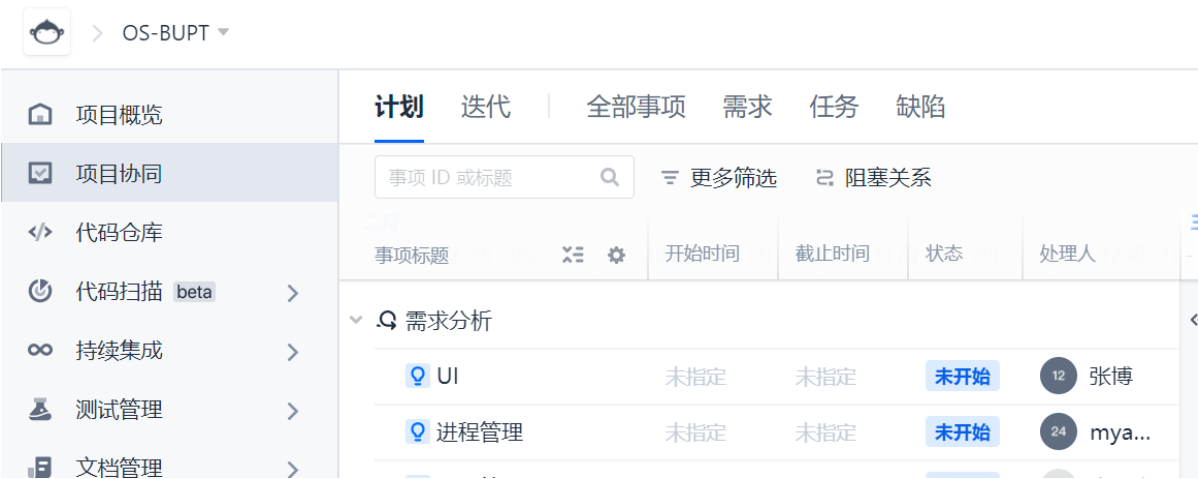 OS-BUPT
项目概览
项目协同
代码仓库
代码扫描 beta
持续集成
测试管理
文档管理
计划 迭代 全部事项 需求 任务 缺陷
事项 ID 或标题 更多筛选 阻塞关系
事项标题 开始时间 截止时间 状态 处理人
需求分析
UI 未指定 未指定 未开始 12 张博
进程管理 未指定 未指定 未开始 24 mya...